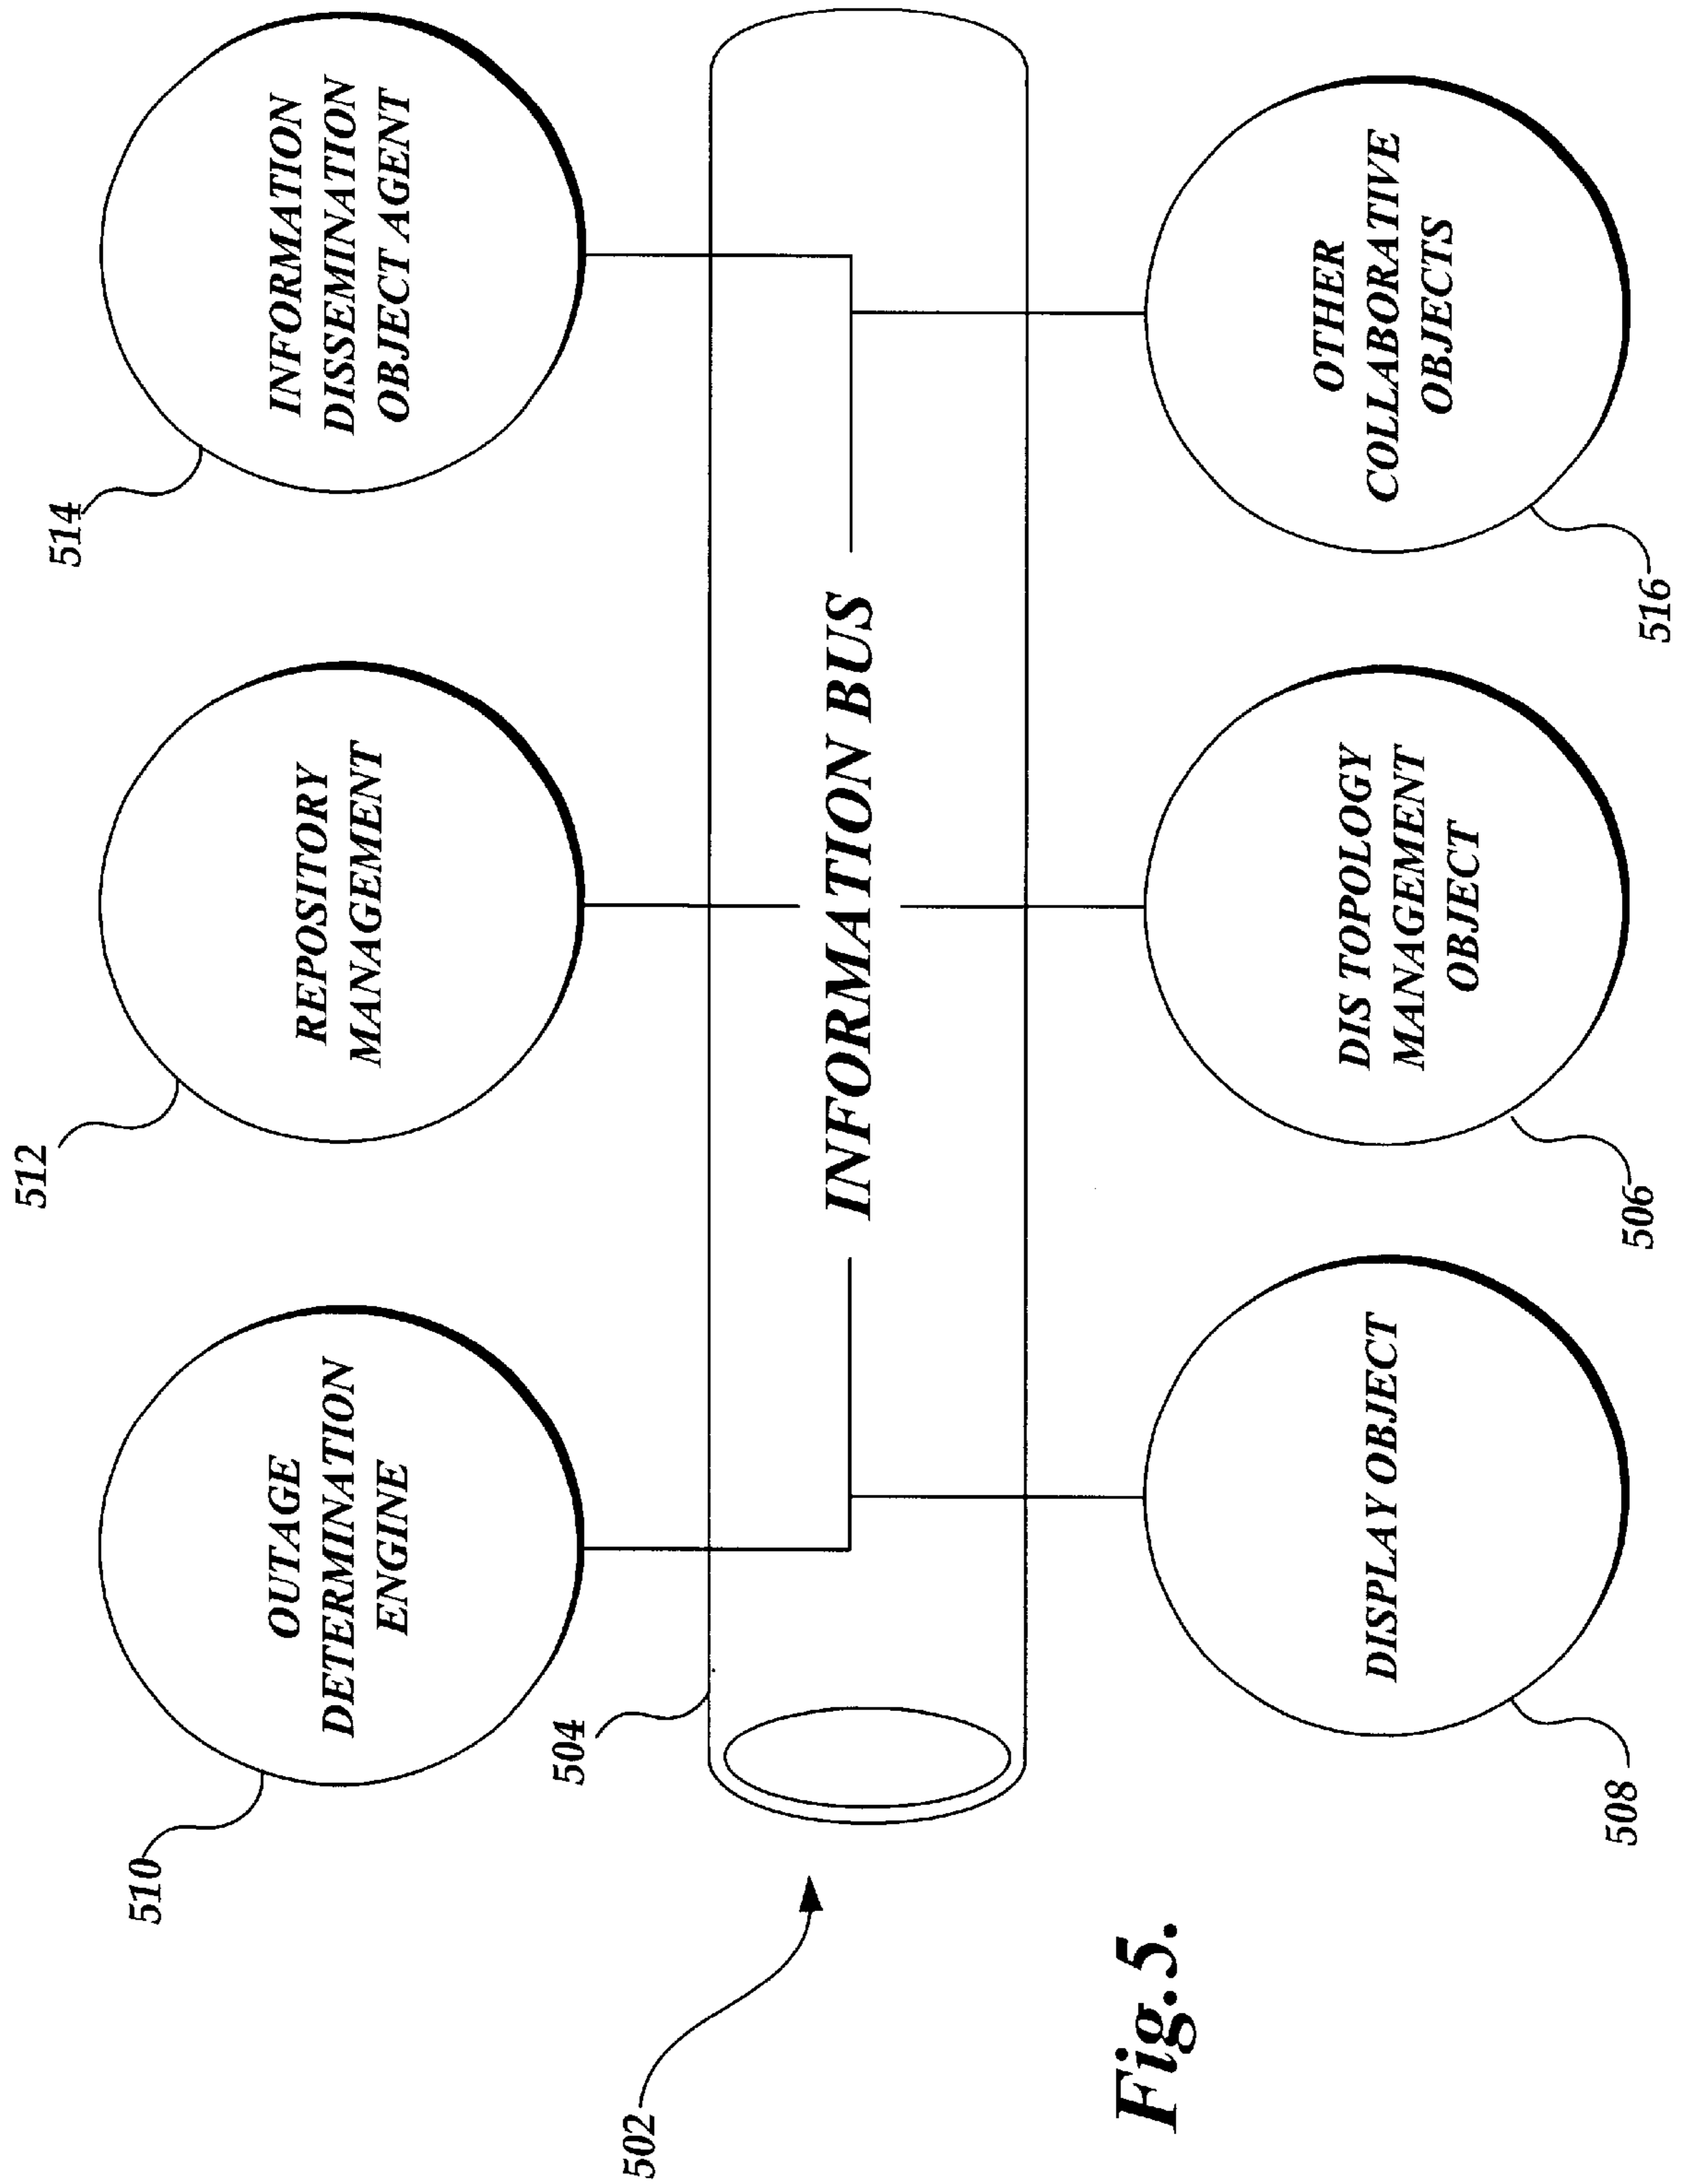 510
OUTAGE
DETERMINATION
ENGINE
512
REPOSITORY
MANAGEMENT
514
INFORMATION
DISSEMINATION
OBJECT AGENT
504
502
INFORMATION BUS
508
DISPLAY OBJECT
506
DIS TOPOLOGY
MANAGEMENT
OBJECT
516
OTHER
COLLABORATIVE
OBJECTS
Fig.5.